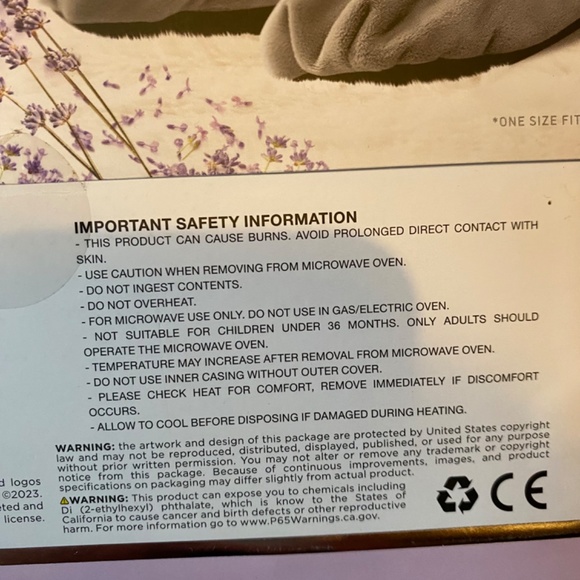 *ONE SIZE FIT
IMPORTANT SAFETY INFORMATION
- THIS PRODUCT CAN CAUSE BURNS. AVOID PROLONGED DIRECT CONTACT WITH
SKIN.
- USE CAUTION WHEN REMOVING FROM MICROWAVE OVEN.
- DO NOT INGEST CONTENTS.
- DO NOT OVERHEAT.
- FOR MICROWAVE USE ONLY. DO NOT USE IN GAS/ELECTRIC OVEN.
- NOT SUITABLE FOR CHILDREN UNDER 36 MONTHS. ONLY ADULTS SHOULD
OPERATE THE MICROWAVE OVEN.
- TEMPERATURE MAY INCREASE AFTER REMOVAL FROM MICROWAVE OVEN.
- DO NOT USE INNER CASING WITHOUT OUTER COVER.
- PLEASE CHECK HEAT FOR COMFORT, REMOVE IMMEDIATELY IF DISCOMFORT
OCCURS.
- ALLOW TO COOL BEFORE DISPOSING IF DAMAGED DURING HEATING.
WARNING: the artwork and design of this package are protected by United States copyright
law and may not be reproduced, distributed, displayed, published, or used for any purpose
without prior written permission. You may not alter or remove any trademark or copyright
notice from this package. Because of continuous improvements, images, and product
specifications on packaging may differ slightly from actual product.
⚠WARNING: This product can expose you to chemicals including
Di (2-ethylhexyl) phthalate, which is know to the States of
California to cause cancer and birth defects or other reproductive
harm. For more information go to www.P65Warnings.ca.gov.
CE
d logos
©2023.
eted and
license.